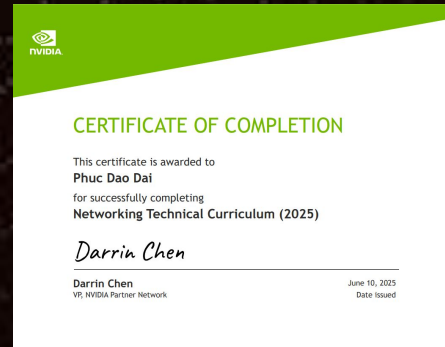 NVIDIA.
CERTIFICATE OF COMPLETION
This certificate is awarded to
Phuc Dao Dai
for successfully completing
Networking Technical Curriculum (2025)
Darrin Chen
Darrin Chen
June 10, 2025
VP, NVIDIA Partner Network
Date issued